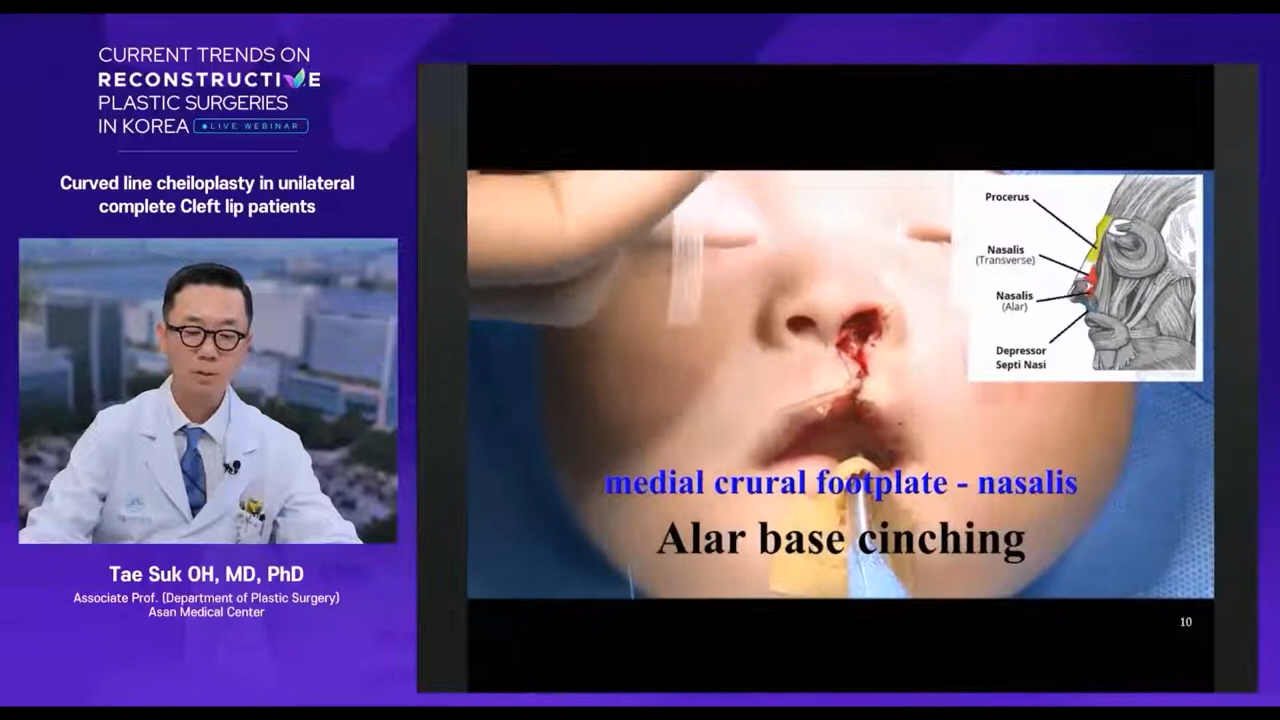 CURRENT TRENDS ON
RECONSTRUCTIVE
PLASTIC SURGERIES
IN KOREA LIVE WEBINAR
Curved line cheiloplasty in unilateral
complete Cleft lip patients
Tae Suk OH, MD, PhD
Associate Prof. (Department of Plastic Surgery)
Asan Medical Center
Procerus
Nasalis
(Transverse)
Nasalis
(Alar)
Depressor
Septi Nasi
medial crural footplate - nasalis
Alar base cinching
10